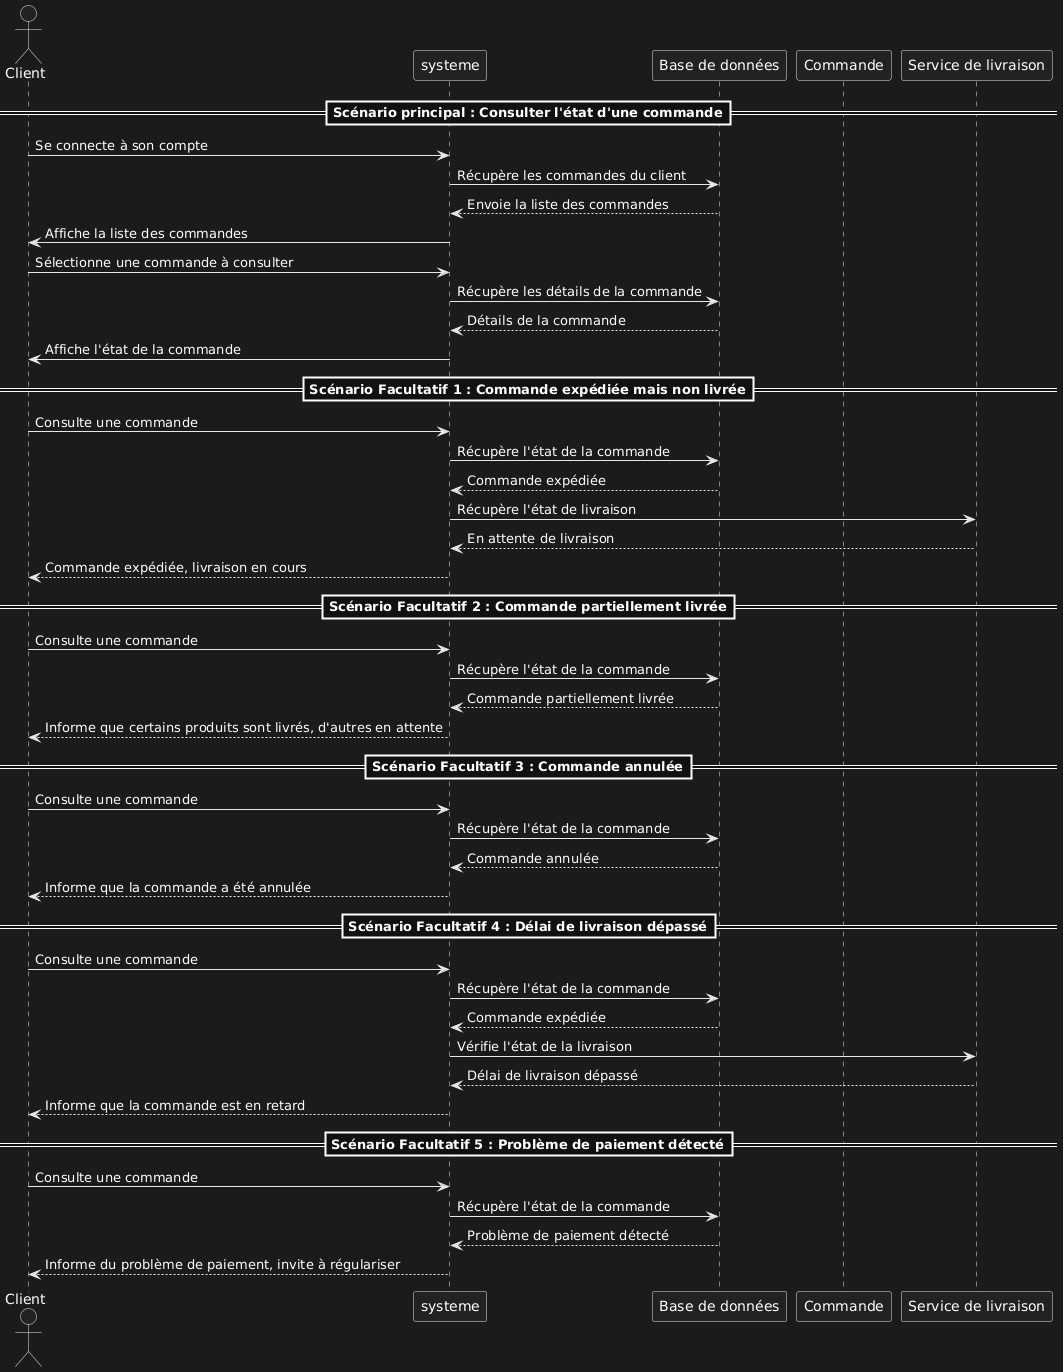 Client
systeme
Base de données
Commande
Service de livraison
Scénario principal : Consulter l'état d'une commande
Se connecte à son compte
Récupère les commandes du client
Envoie la liste des commandes
Affiche la liste des commandes
Sélectionne une commande à consulter
Récupère les détails de la commande
Détails de la commande
Affiche l'état de la commande
Scénario Facultatif 1 : Commande expédiée mais non livrée
Consulte une commande
Récupère l'état de la commande
Commande expédiée
Récupère l'état de livraison
En attente de livraison
Commande expédiée, livraison en cours
Scénario Facultatif 2 : Commande partiellement livrée
Consulte une commande
Récupère l'état de la commande
Commande partiellement livrée
Informe que certains produits sont livrés, d'autres en attente
Scénario Facultatif 3 : Commande annulée
Consulte une commande
Récupère l'état de la commande
Commande annulée
Informe que la commande a été annulée
Scénario Facultatif 4 : Délai de livraison dépassé
Consulte une commande
Récupère l'état de la commande
Commande expédiée
Vérifie l'état de la livraison
Délai de livraison dépassé
Informe que la commande est en retard
Scénario Facultatif 5 : Problème de paiement détecté
Consulte une commande
Récupère l'état de la commande
Problème de paiement détecté
Informe du problème de paiement, invite à régulariser
Client
systeme
Base de données
Commande
Service de livraison